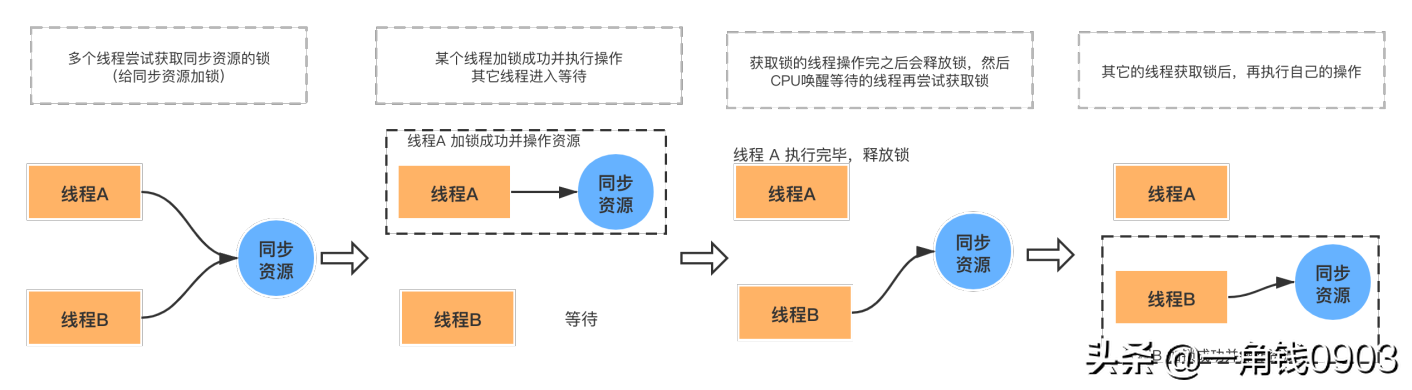 多个线程尝试获取同步资源的锁
(给同步资源加锁)
某个线程加锁成功并执行操作
其它线程进入等待
获取锁的线程操作完之后会释放锁，然后
CPU唤醒等待的线程再尝试获取锁
其它的线程获取锁后，再执行自己的操作
线程A
线程B
同步
资源
线程A 加锁成功并操作资源
线程A
同步
资源
线程B
等待
线程 A 执行完毕，释放锁
线程A
线程B
同步
资源
线程A
线程B
同步
资源
头条 @一角钱0903